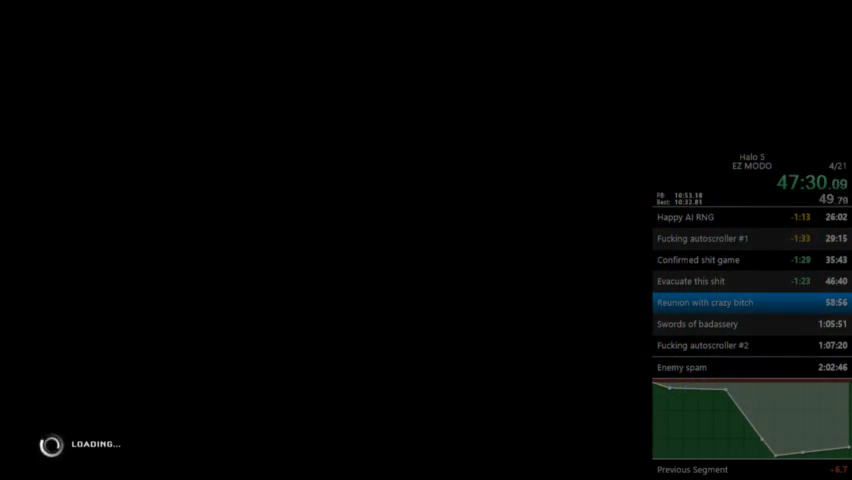 Halo 5
EZ MODO 4/21
47:30.09
PB: 10:53.18
Best: 10:32.81
49.79
Happy AI RNG -1:13 26:02
Fucking autoscroller #1 -1:33 29:15
Confirmed shit game -1:29 35:43
Evacuate this shit -1:23 46:40
Reunion with crazy bitch 58:56
Swords of badassery 1:05:51
Fucking autoscroller #2 1:07:20
Enemy spam 2:02:46
LOADING...
Previous Segment +6.7